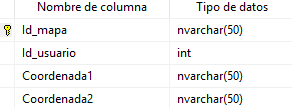 Nombre de columna Tipo de datos
Id_mapa nvarchar(50)
Id_usuario int
Coordenada1 nvarchar(50)
Coordenada2 nvarchar(50)